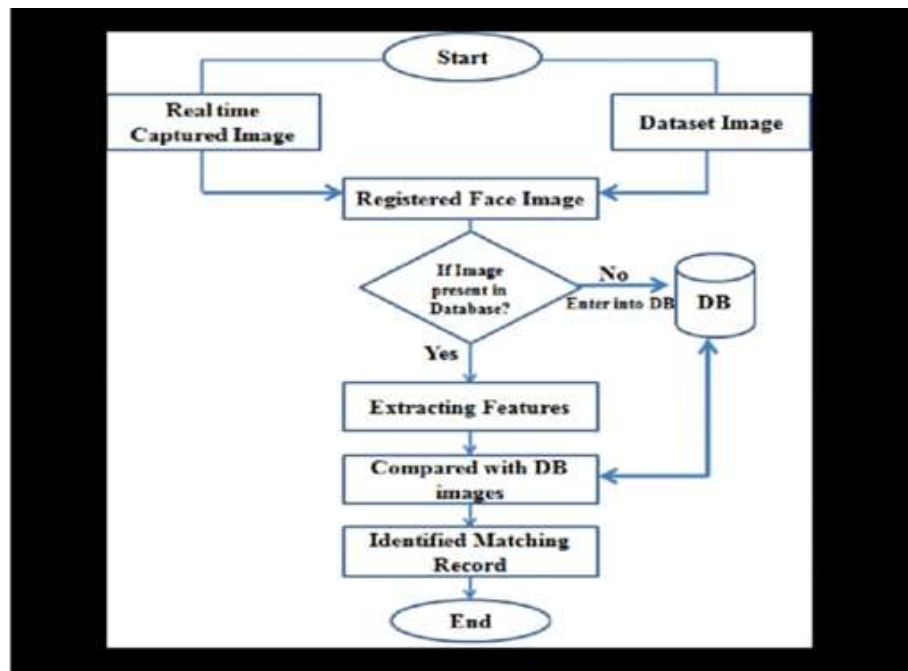 Start
Real time
Captured Image
Dataset Image
Registered Face Image
If Image
present in
Database?
No
Enter into DB
DB
Yes
Extracting Features
Compared with DB
images
Identified Matching
Record
End